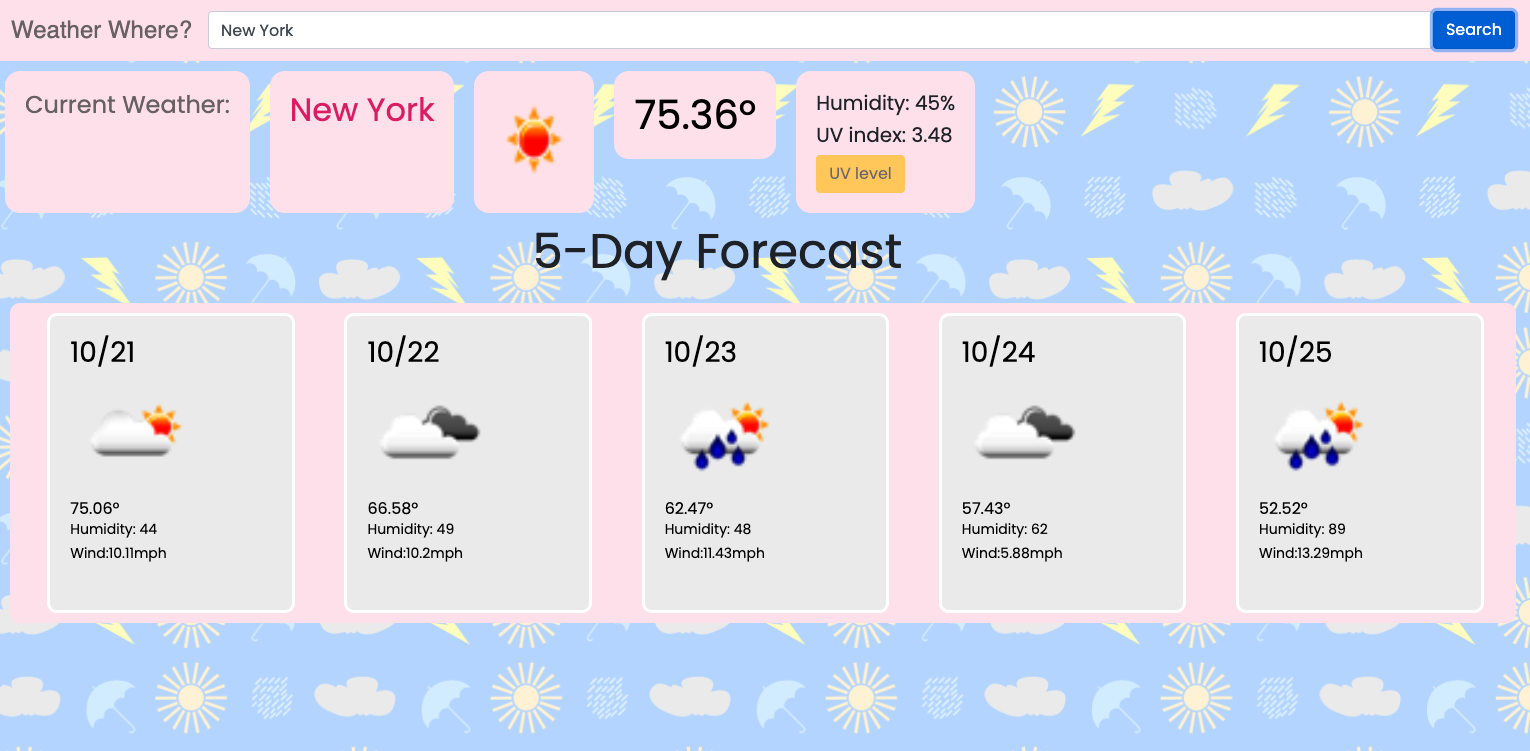 Weather Where?
New York
Search
Current Weather:
New York
75.36°
Humidity: 45%
UV index: 3.48
UV level
5-Day Forecast
10/21
75.06°
Humidity: 44
Wind:10.11mph
10/22
66.58°
Humidity: 49
Wind:10.2mph
10/23
62.47°
Humidity: 48
Wind:11.43mph
10/24
57.43°
Humidity: 62
Wind:5.88mph
10/25
52.52°
Humidity: 89
Wind:13.29mph